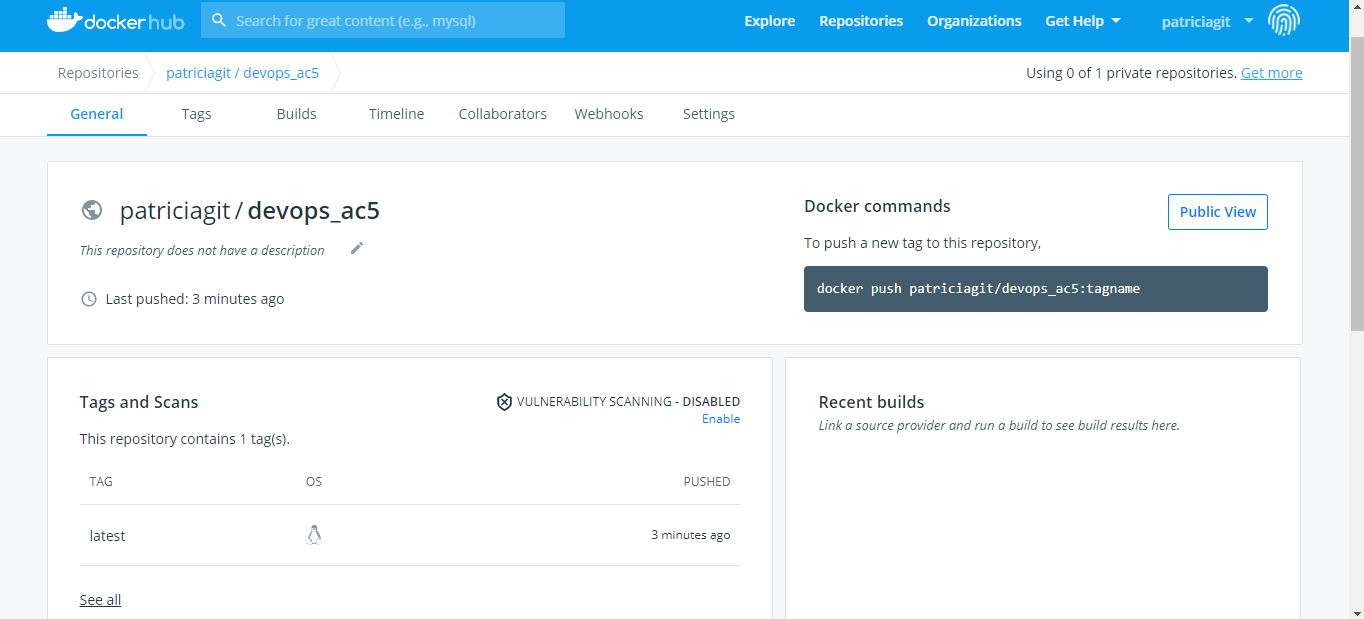 docker hub
Search for great content (e.g., mysql)
Explore
Repositories
Organizations
Get Help
patriciagit
Repositories
patriciagit / devops_ac5
Using 0 of 1 private repositories. Get more
General
Tags
Builds
Timeline
Collaborators
Webhooks
Settings
patriciagit / devops_ac5
This repository does not have a description
Last pushed: 3 minutes ago
Docker commands
Public View
To push a new tag to this repository,
docker push patriciagit/devops_ac5:tagname
Tags and Scans
VULNERABILITY SCANNING - DISABLED
Enable
This repository contains 1 tag(s).
TAG
OS
PUSHED
latest
3 minutes ago
See all
Recent builds
Link a source provider and run a build to see build results here.